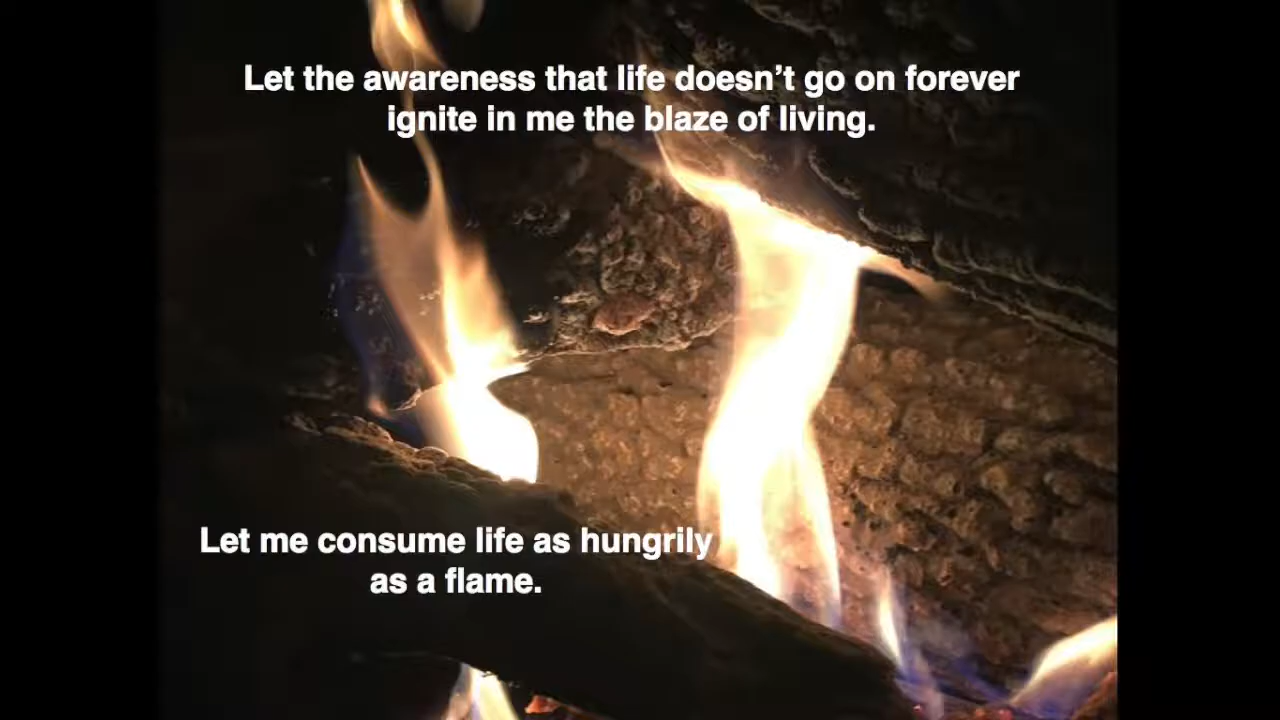 Let the awareness that life doesn’t go on forever
ignite in me the blaze of living.
Let me consume life as hungrily
as a flame.